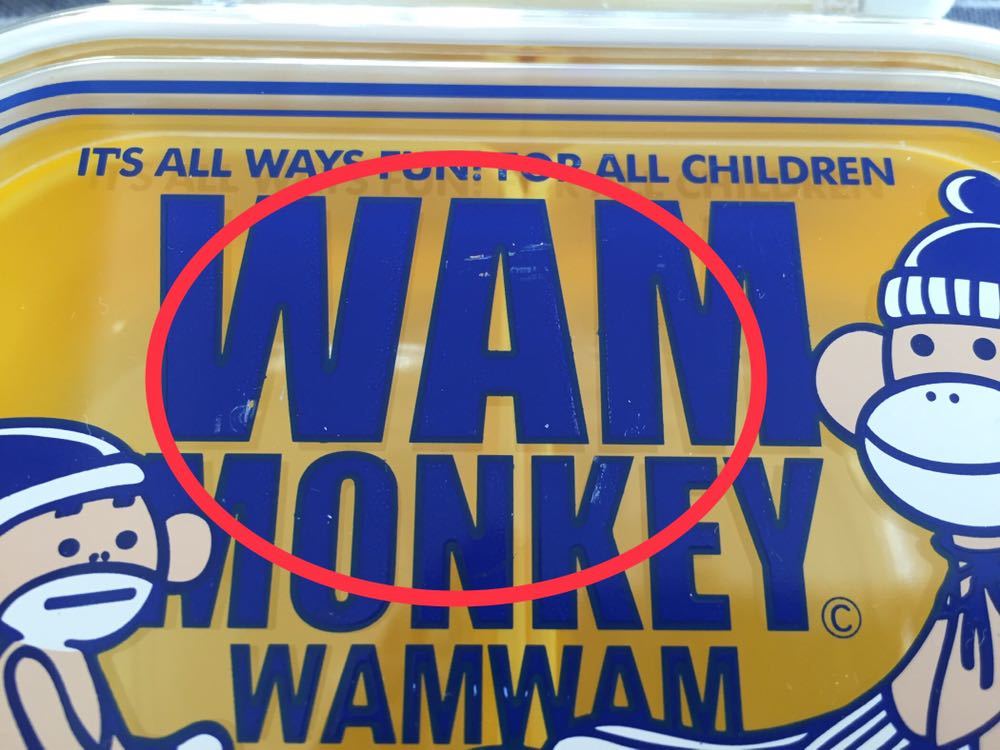 IT'S ALL WAYS FUN! FOR ALL CHILDREN
WAM
MONKEY ©
WAMWAM